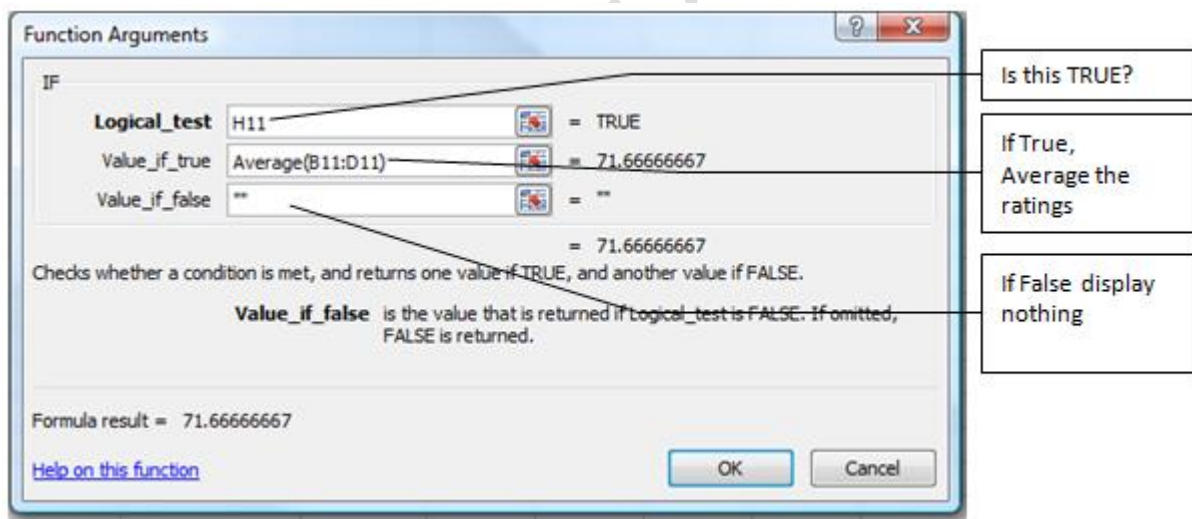 Function Arguments
IF
Logical_test H11 = TRUE
Value_if_true Average(B11:D11) = 71.66666667
Value_if_false "" = ""
= 71.66666667
Checks whether a condition is met, and returns one value if TRUE, and another value if FALSE.
Value_if_false is the value that is returned if Logical_test is FALSE. If omitted,
FALSE is returned.
Formula result = 71.66666667
Help on this function
OK Cancel
Is this TRUE?
If True,
Average the
ratings
If False display
nothing